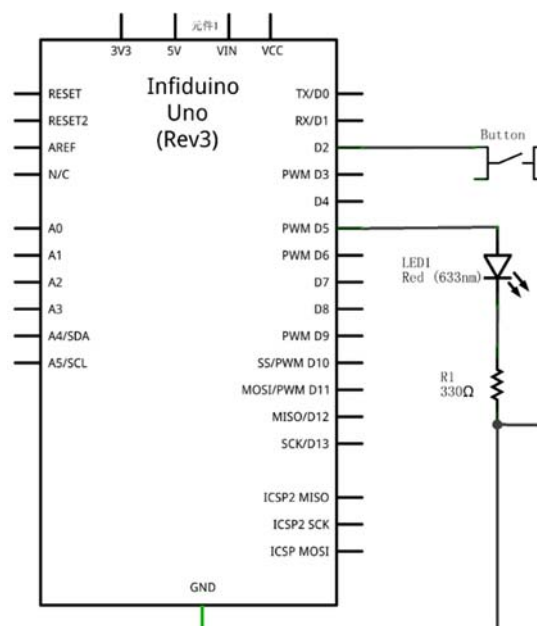 元件1
3V3
5V
VIN
VCC
Infiduino
Uno
(Rev3)
RESET
RESET2
AREF
N/C
A0
A1
A2
A3
A4/SDA
A5/SCL
TX/D0
RX/D1
D2
PWM D3
D4
PWM D5
PWM D6
D7
D8
PWM D9
SS/PWM D10
MOSI/PWM D11
MISO/D12
SCK/D13
ICSP2 MISO
ICSP2 SCK
ICSP MOSI
GND
Button
LED1
Red (633nm)
R1
330Ω